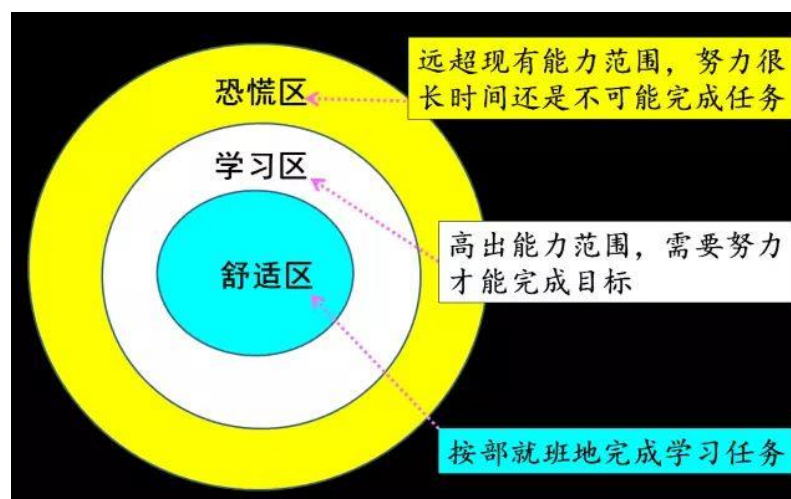 恐慌区
远超现有能力范围，努力很
长时间还是不可能完成任务
学习区
高出能力范围，需要努力
才能完成目标
舒适区
按部就班地完成学习任务